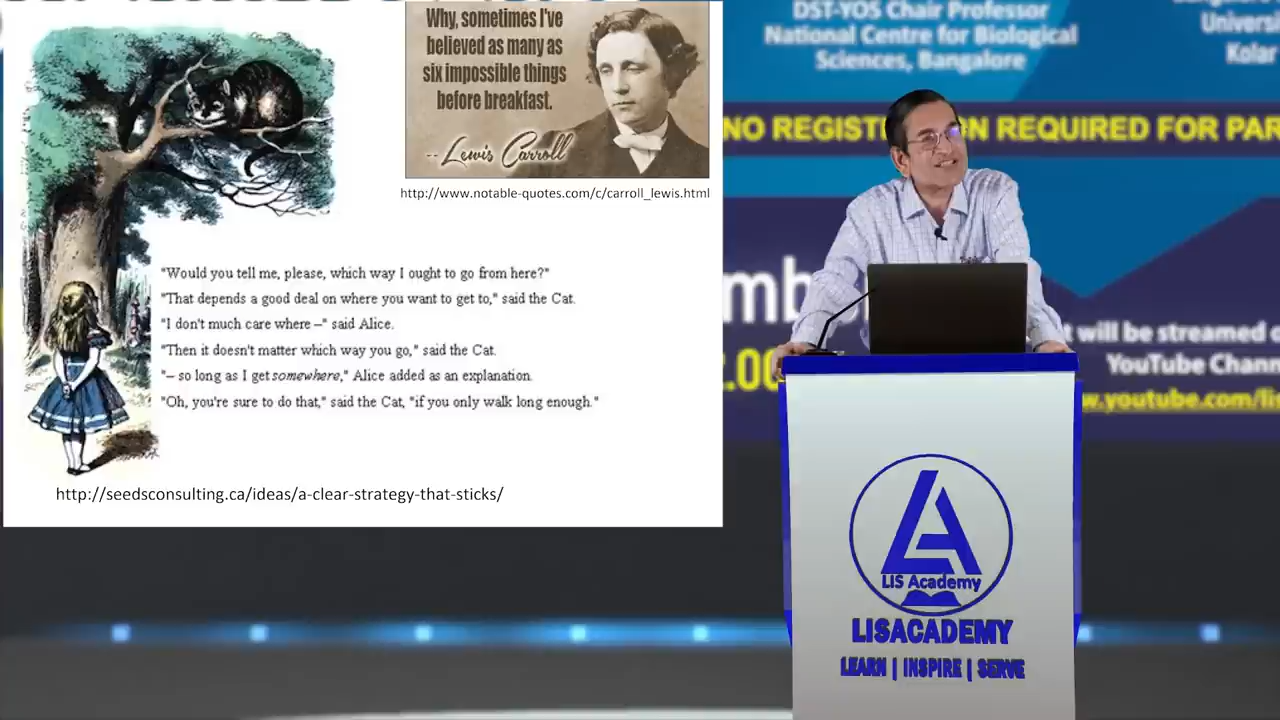 Why, sometimes I've
believed as many as
six impossible things
before breakfast.
-- Lewis Carroll
http://www.notable-quotes.com/c/carroll_lewis.html
"Would you tell me, please, which way I ought to go from here?"
"That depends a good deal on where you want to get to," said the Cat.
"I don't much care where –" said Alice.
"Then it doesn't matter which way you go," said the Cat.
"– so long as I get somewhere," Alice added as an explanation.
"Oh, you're sure to do that," said the Cat, "if you only walk long enough."
http://seedsconsulting.ca/ideas/a-clear-strategy-that-sticks/
DST-YOS Chair Professor
National Centre for Biological
Sciences, Bangalore
Kolar
NO REGIST ON REQUIRED FOR PAR
will be streamed
YouTube Chann
w.youtube.com/lis
LA
LIS Academy
LISACADEMY
LEARN | INSPIRE | SERVE